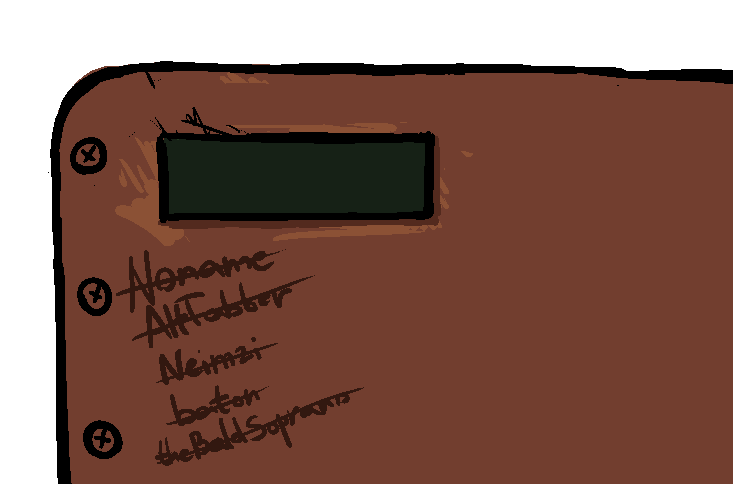 Noname
AltTabber
Neimzi
baton
theBaldSoprano